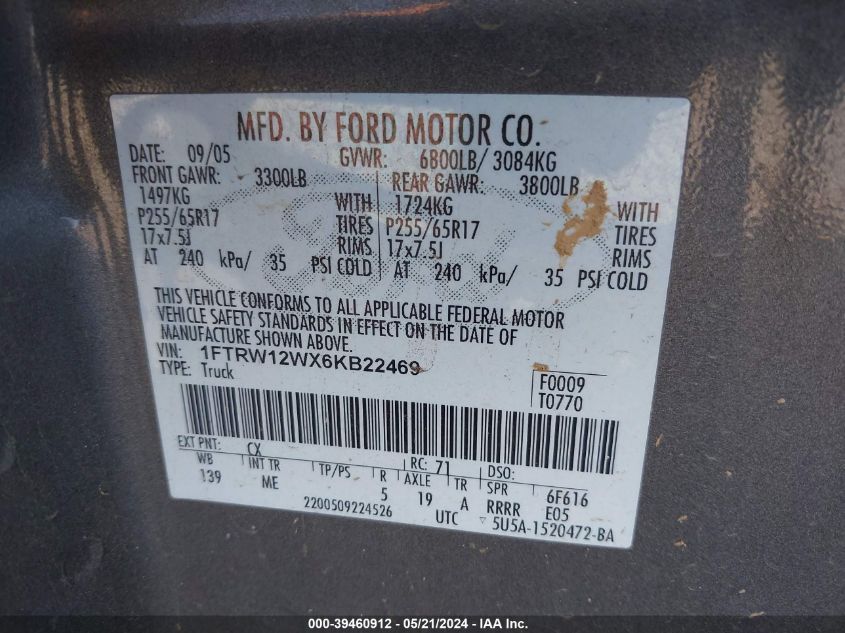 MFD. BY FORD MOTOR CO.
DATE: 09/05 GVWR: 6800LB/ 3084KG
FRONT GAWR: 3300LB REAR GAWR: 3800LB
1497KG WITH 1724KG WITH
P255/65R17 TIRES P255/65R17 TIRES
17x7.5J RIMS 17x7.5J RIMS
AT 240 kPa/ 35 PSI COLD AT 240 kPa/ 35 PSI COLD
THIS VEHICLE CONFORMS TO ALL APPLICABLE FEDERAL MOTOR
VEHICLE SAFETY STANDARDS IN EFFECT ON THE DATE OF
MANUFACTURE SHOWN ABOVE.
VIN: 1FTRW12WX6KB22469
TYPE: Truck
F0009
T0770
EXT PNT: CX RC: 71 DSO:
WB INT TR TP/PS R AXLE TR SPR 6F616
139 ME 5 19 A RRRR E05
2200509224526 UTC 5U5A-1520472-BA
000-39460912 / 05/21/2024 - IAA Inc.